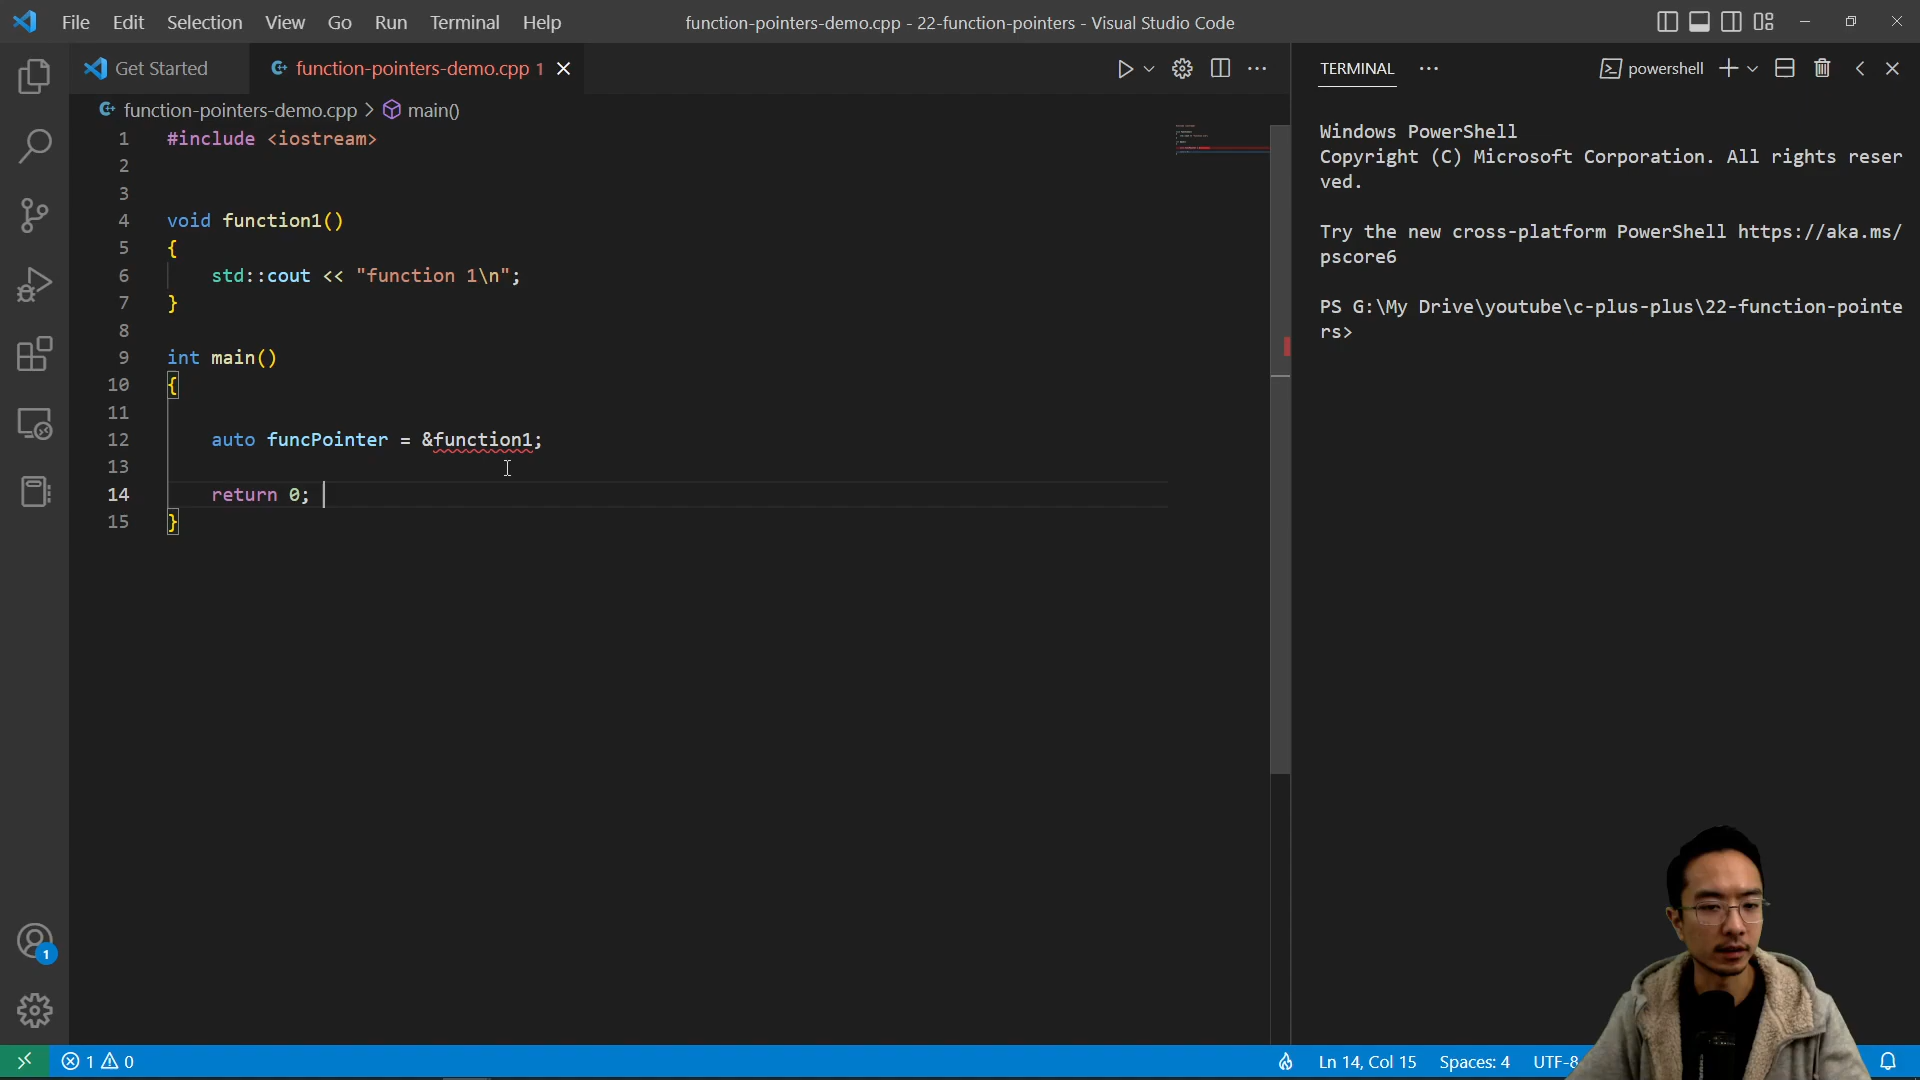 File Edit Selection View Go Run Terminal Help
function-pointers-demo.cpp - 22-function-pointers - Visual Studio Code
Get Started
function-pointers-demo.cpp 1
function-pointers-demo.cpp > main()
1 #include <iostream>
2
3
4 void function1()
5 {
6 std::cout << "function 1\n";
7 }
8
9 int main()
10 {
11
12 auto funcPointer = &function1;
13
14 return 0;
15 }
TERMINAL
powershell
Windows PowerShell
Copyright (C) Microsoft Corporation. All rights reser
ved.
Try the new cross-platform PowerShell https://aka.ms/
pscore6
PS G:\My Drive\youtube\c-plus-plus\22-function-pointe
rs>
1
1 0
Ln 14, Col 15
Spaces: 4
UTF-8